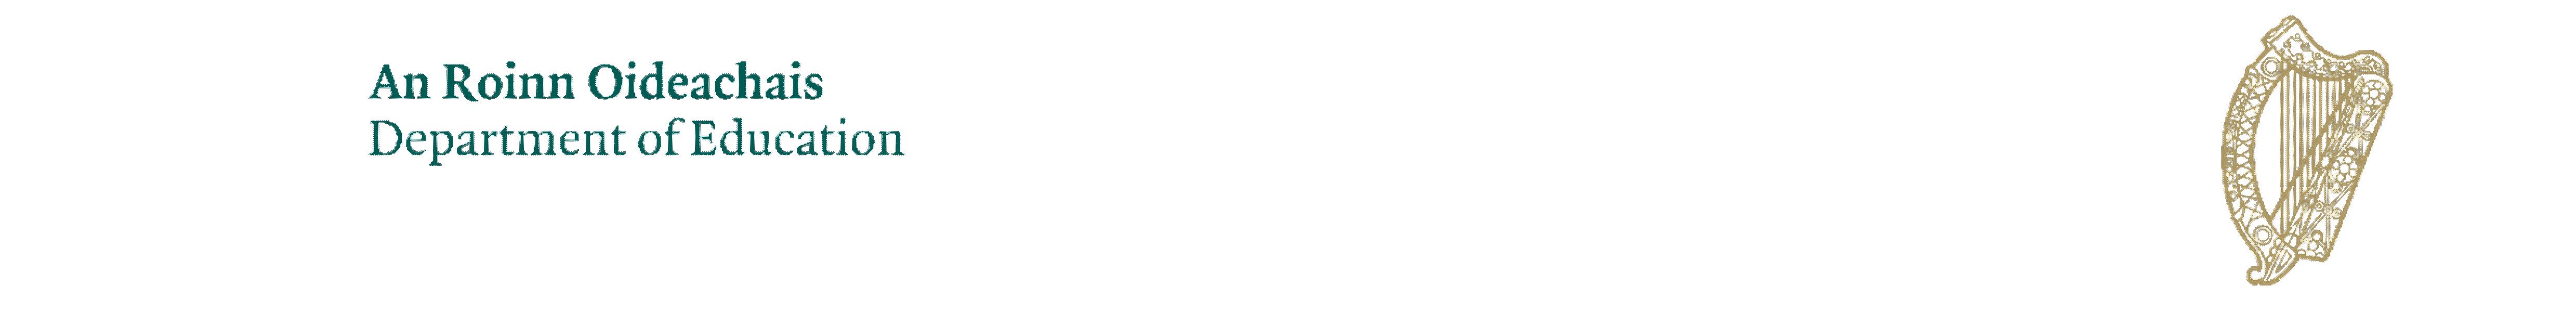 An Roinn Oideachais
Department of Education